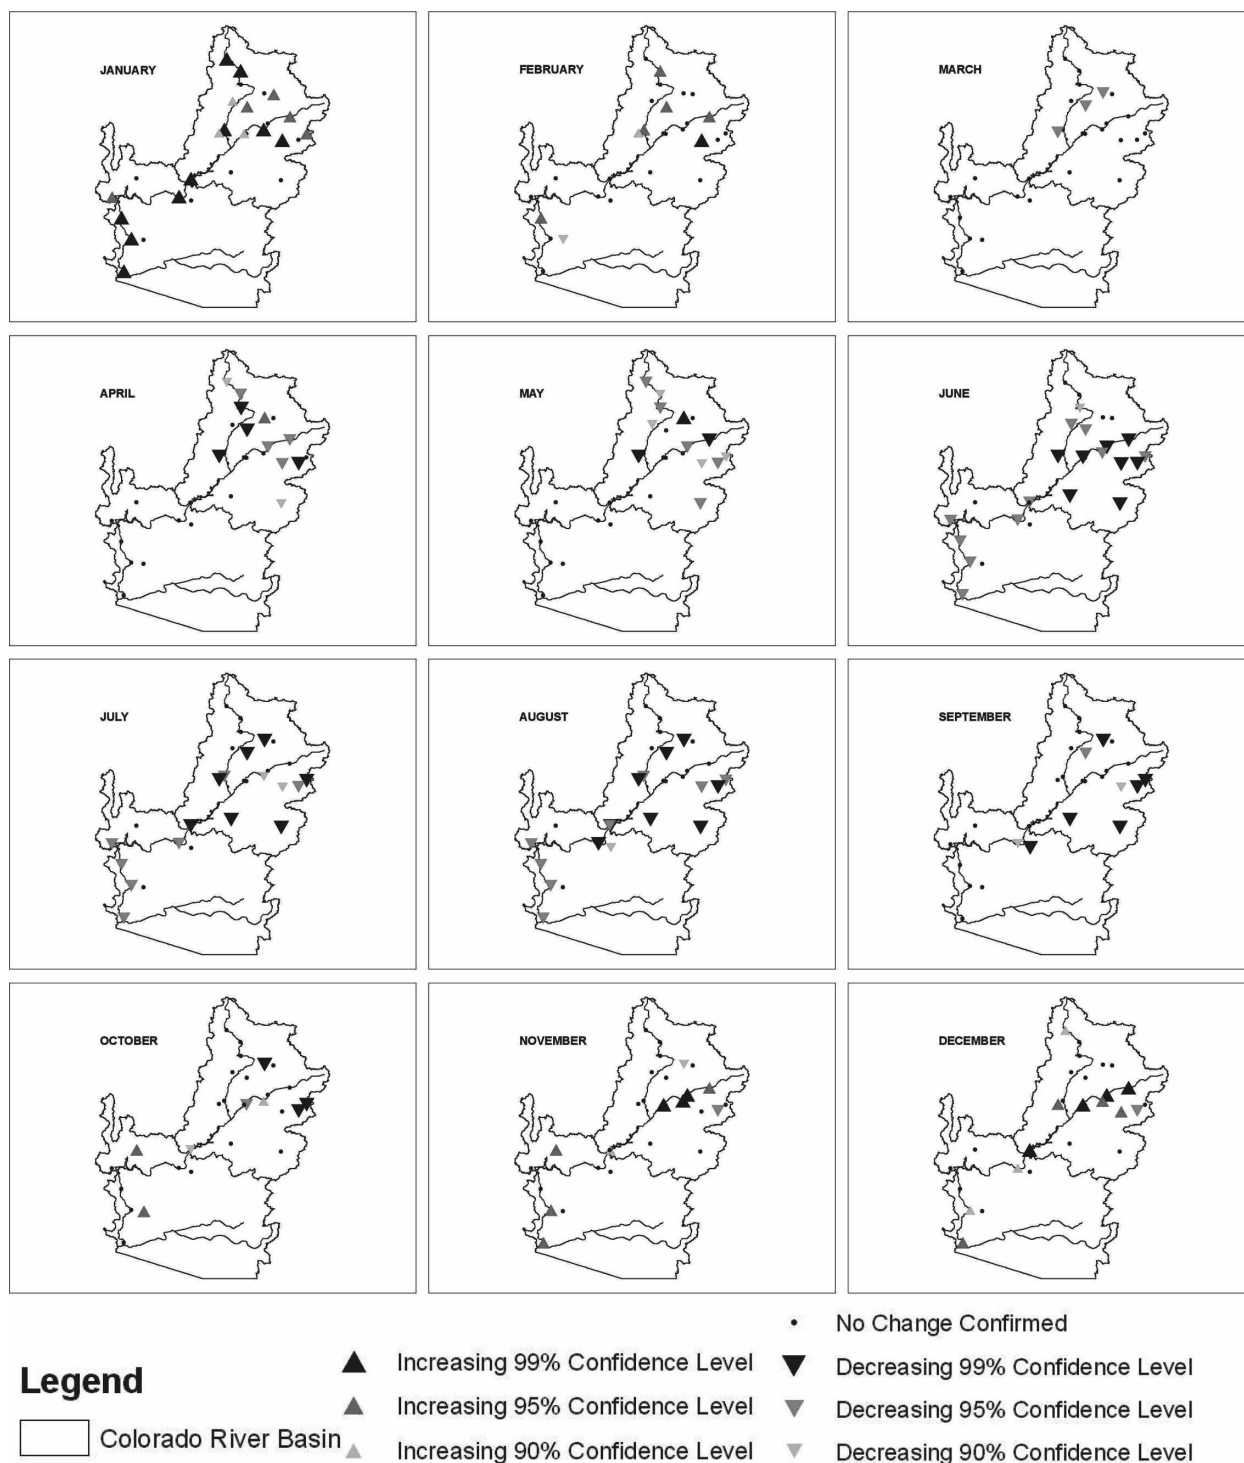 JANUARY
FEBRUARY
MARCH
APRIL
MAY
JUNE
JULY
AUGUST
SEPTEMBER
OCTOBER
NOVEMBER
DECEMBER
Legend
Colorado River Basin
Increasing 99% Confidence Level
Increasing 95% Confidence Level
Increasing 90% Confidence Level
No Change Confirmed
Decreasing 99% Confidence Level
Decreasing 95% Confidence Level
Decreasing 90% Confidence Level